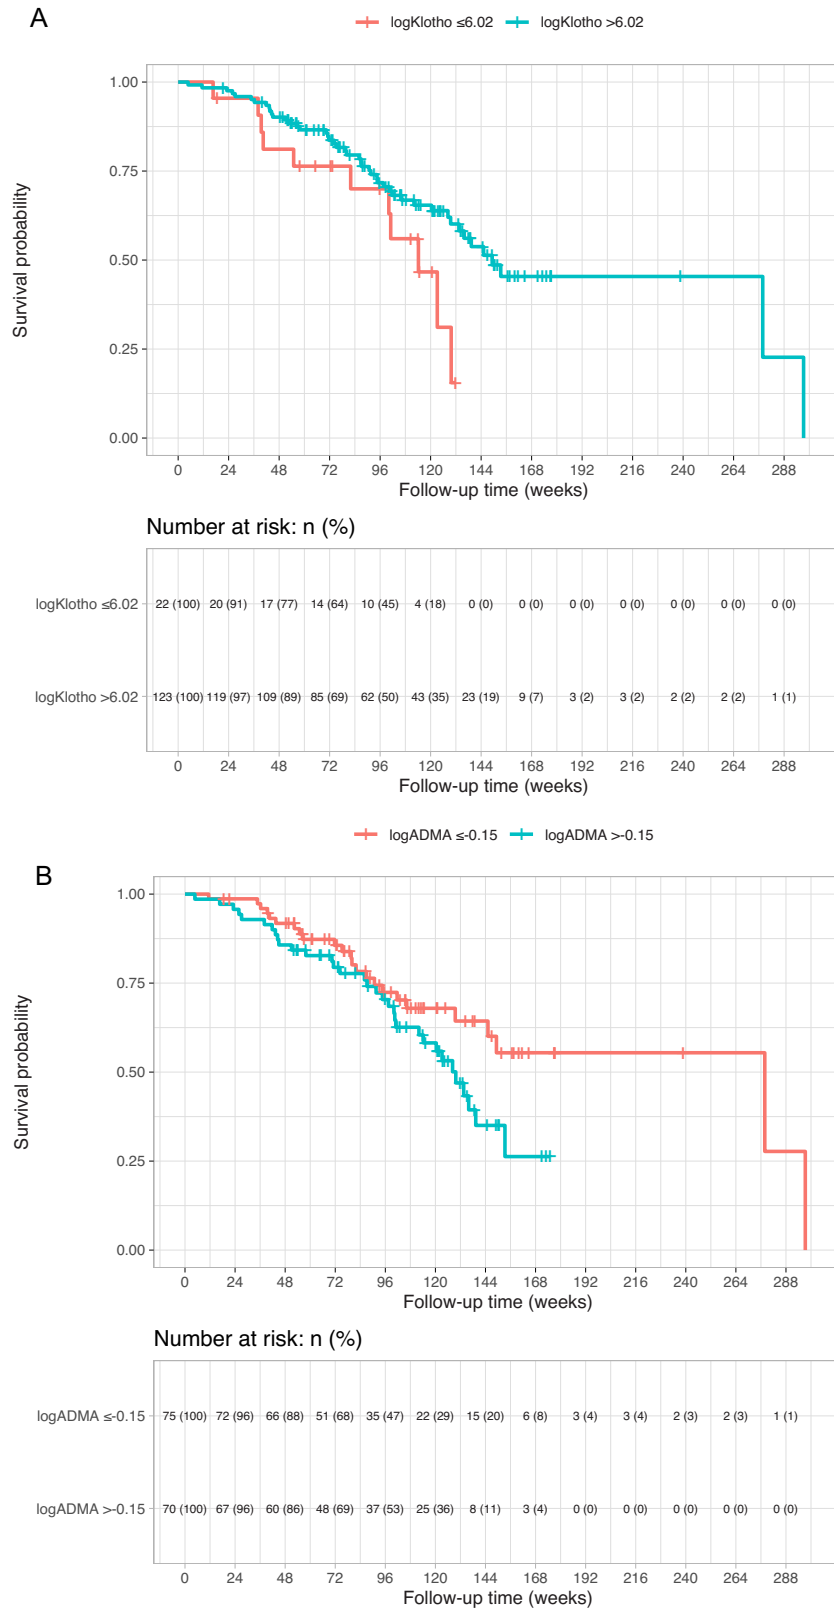 A
logKlotho ≤6.02 logKlotho >6.02
Survival probability
1.00
0.75
0.50
0.25
0.00
0 24 48 72 96 120 144 168 192 216 240 264 288
Follow-up time (weeks)
Number at risk: n (%)
logKlotho ≤6.02 22 (100) 20 (91) 17 (77) 14 (64) 10 (45) 4 (18) 0 (0) 0 (0) 0 (0) 0 (0) 0 (0) 0 (0) 0 (0)
logKlotho >6.02 123 (100) 119 (97) 109 (89) 85 (69) 62 (50) 43 (35) 23 (19) 9 (7) 3 (2) 3 (2) 2 (2) 2 (2) 1 (1)
0 24 48 72 96 120 144 168 192 216 240 264 288
Follow-up time (weeks)
logADMA ≤-0.15 logADMA >-0.15
B
Survival probability
1.00
0.75
0.50
0.25
0.00
0 24 48 72 96 120 144 168 192 216 240 264 288
Follow-up time (weeks)
Number at risk: n (%)
logADMA ≤-0.15 75 (100) 72 (96) 66 (88) 51 (68) 35 (47) 22 (29) 15 (20) 6 (8) 3 (4) 3 (4) 2 (3) 2 (3) 1 (1)
logADMA >-0.15 70 (100) 67 (96) 60 (86) 48 (69) 37 (53) 25 (36) 8 (11) 3 (4) 0 (0) 0 (0) 0 (0) 0 (0) 0 (0)
0 24 48 72 96 120 144 168 192 216 240 264 288
Follow-up time (weeks)